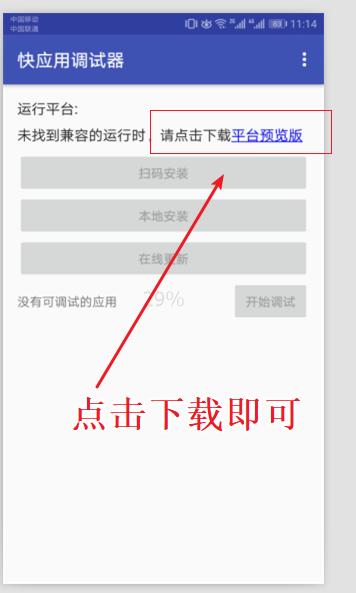 中国移动
中国联通
2G 4G 63 11:14
快应用调试器
运行平台:
未找到兼容的运行时，请点击下载平台预览版
扫码安装
本地安装
在线更新
没有可调试的应用 29% 开始调试
点击下载即可